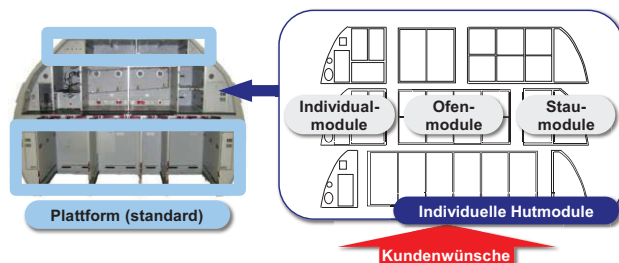 Individual-
module
Ofen-
module
Stau-
module
Plattform (standard)
Individuelle Hutmodule
Kundenwünsche